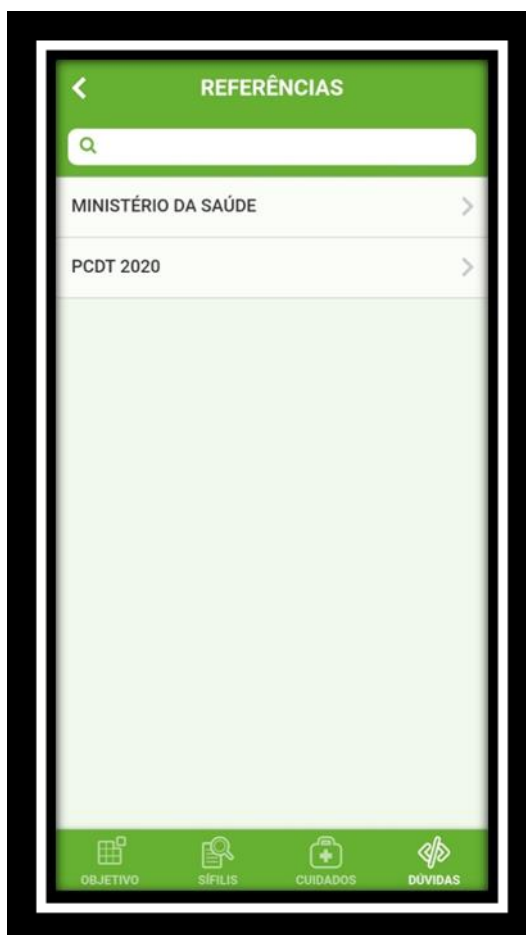 REFERÊNCIAS
MINISTÉRIO DA SAÚDE
PCDT 2020
OBJETIVO SÍFILIS CUIDADOS DÚVIDAS